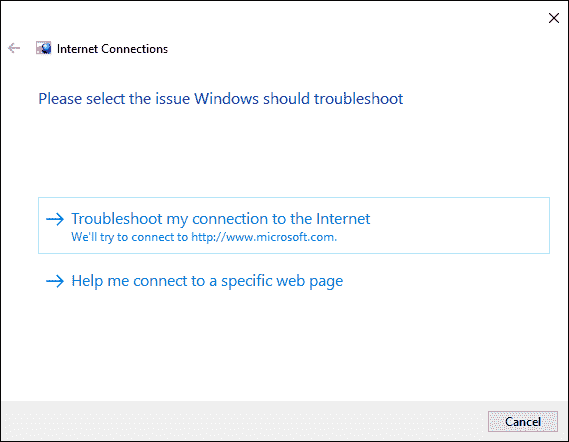 Internet Connections
Please select the issue Windows should troubleshoot
Troubleshoot my connection to the Internet
We'll try to connect to http://www.microsoft.com.
Help me connect to a specific web page
Cancel